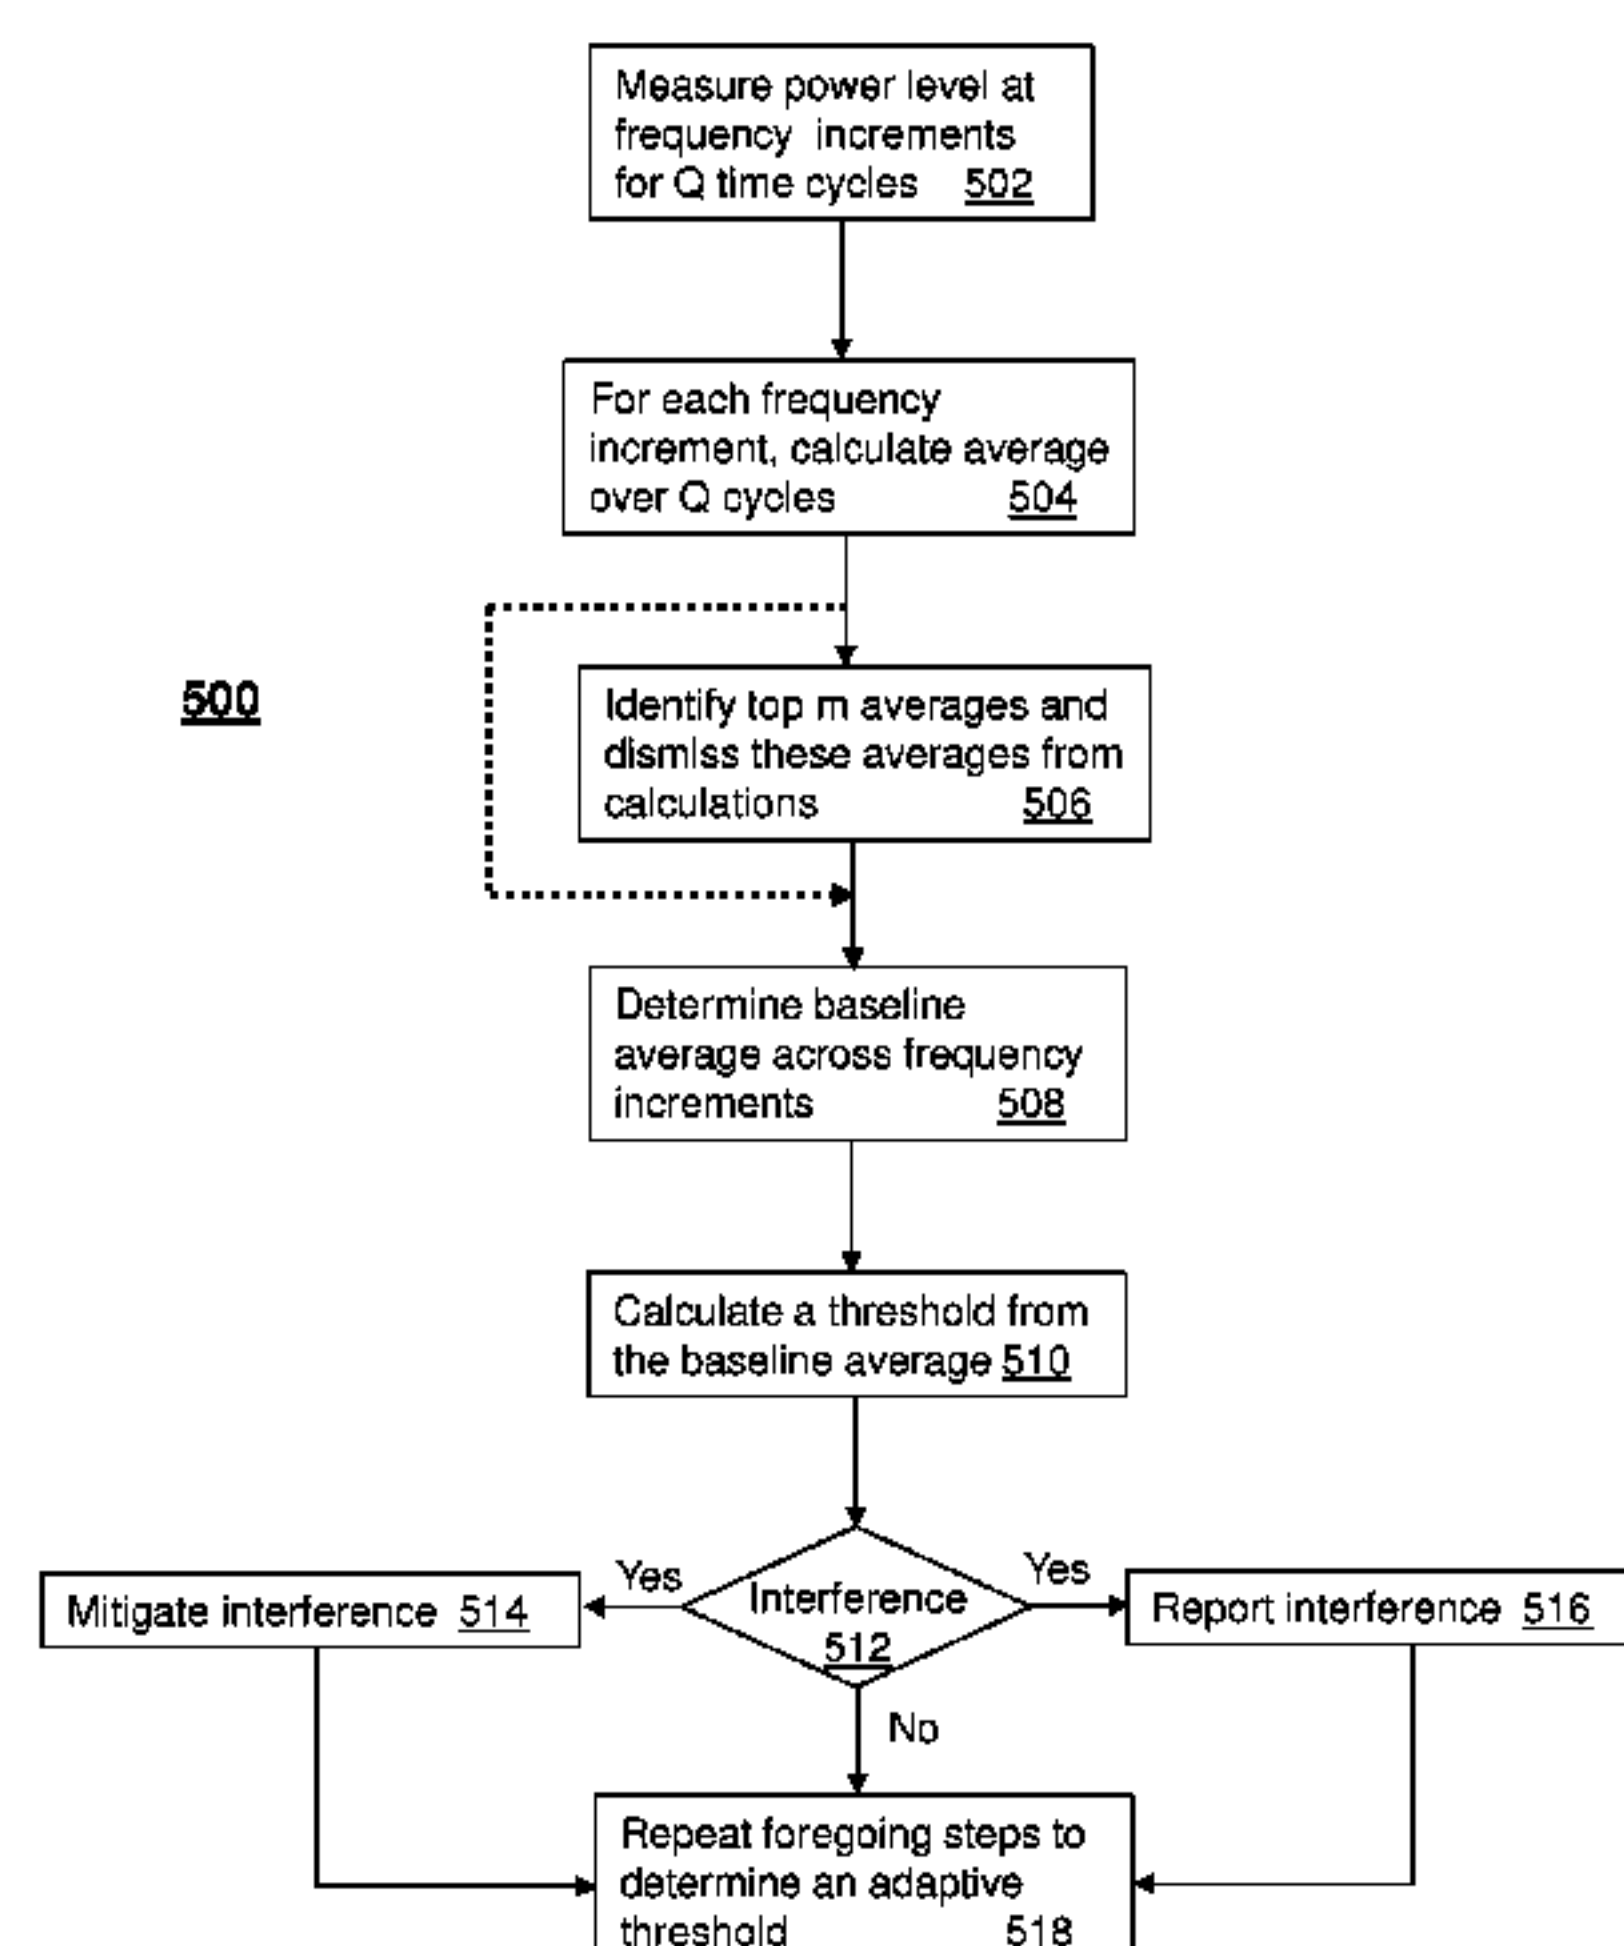 Measure power level at
frequency increments
for Q time cycles 502
For each frequency
increment, calculate average
over Q cycles 504
500
Identify top m averages and
dismiss these averages from
calculations 506
Determine baseline
average across frequency
increments 508
Calculate a threshold from
the baseline average 510
Yes
Yes
Mitigate interference 514
Interference
512
Report interference 516
No
Repeat foregoing steps to
determine an adaptive
threshold 518